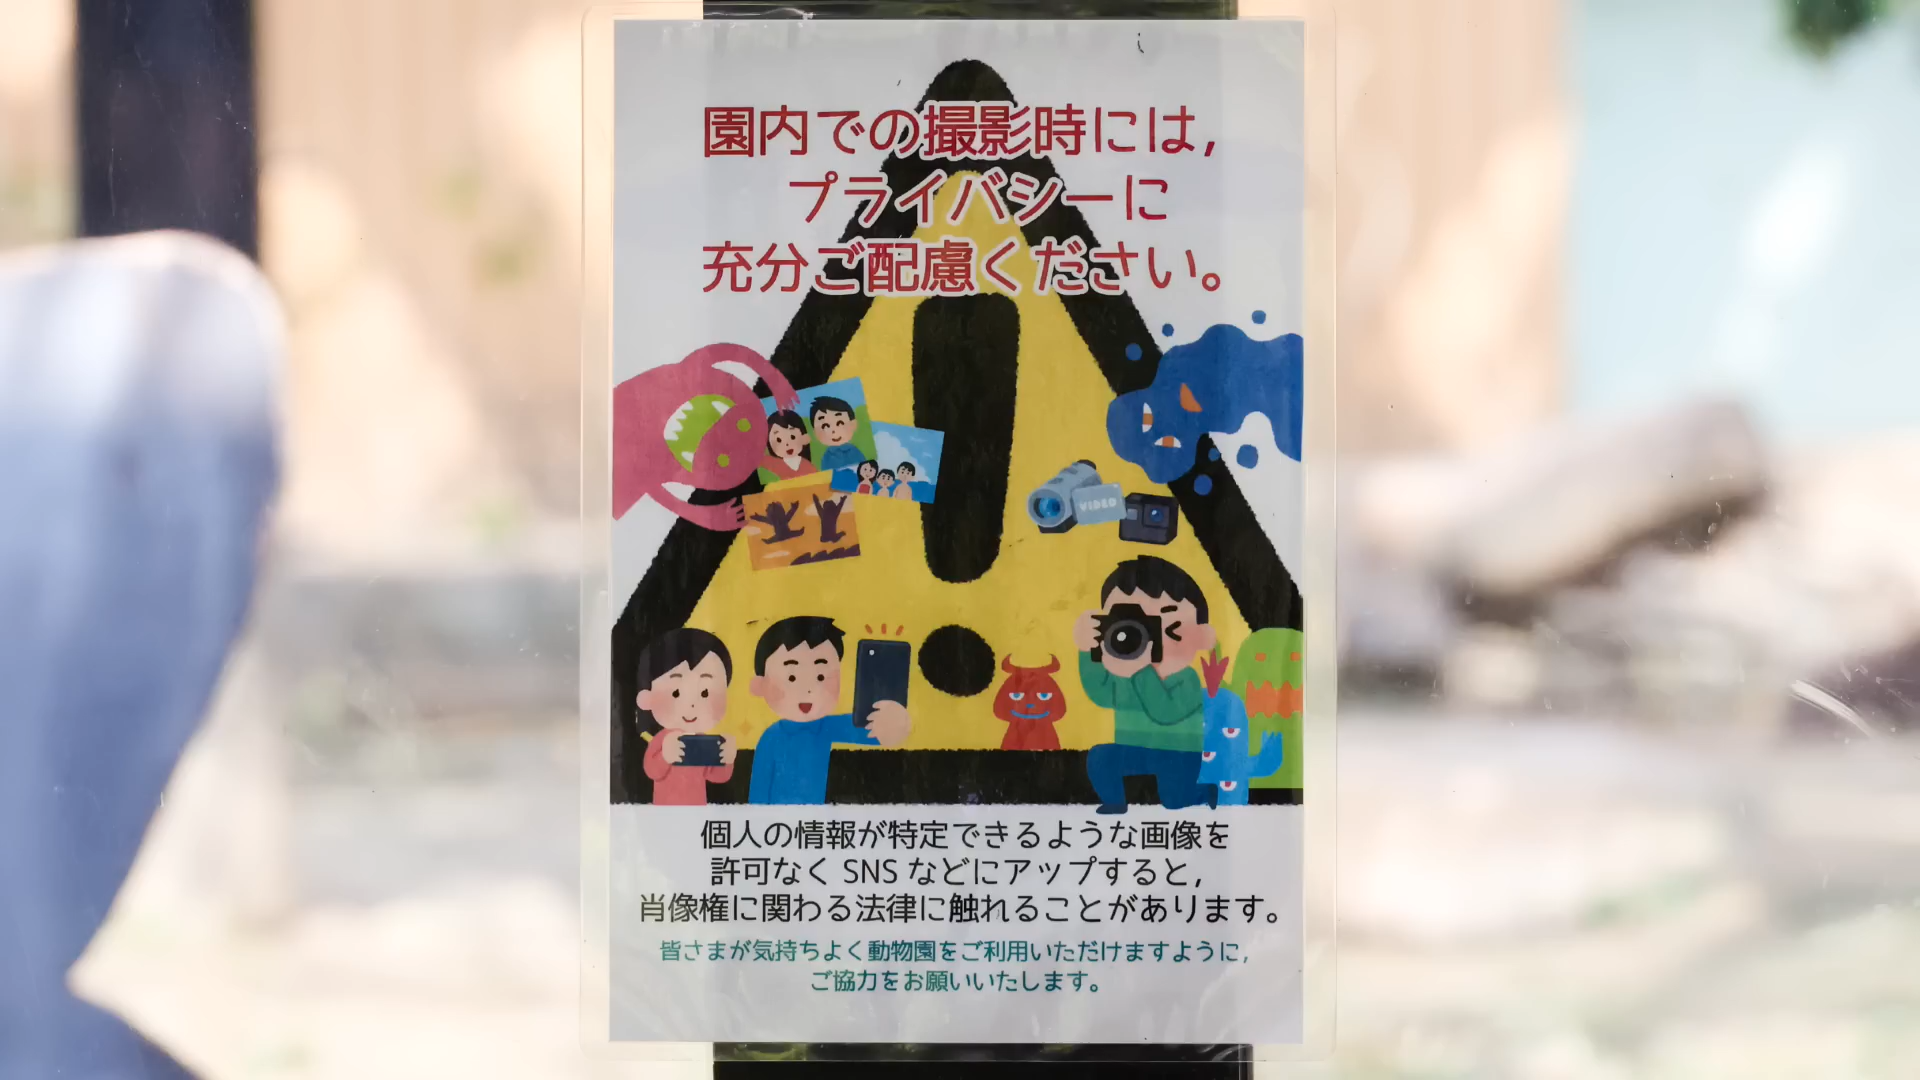 園内での撮影時には,
プライバシーに
充分ご配慮ください。
VIDEO
個人の情報が特定できるような画像を
許可なく SNS などにアップすると,
肖像権に関わる法律に触れることがあります。
皆さまが気持ちよく動物園をご利用いただけますように,
ご協力をお願いいたします。